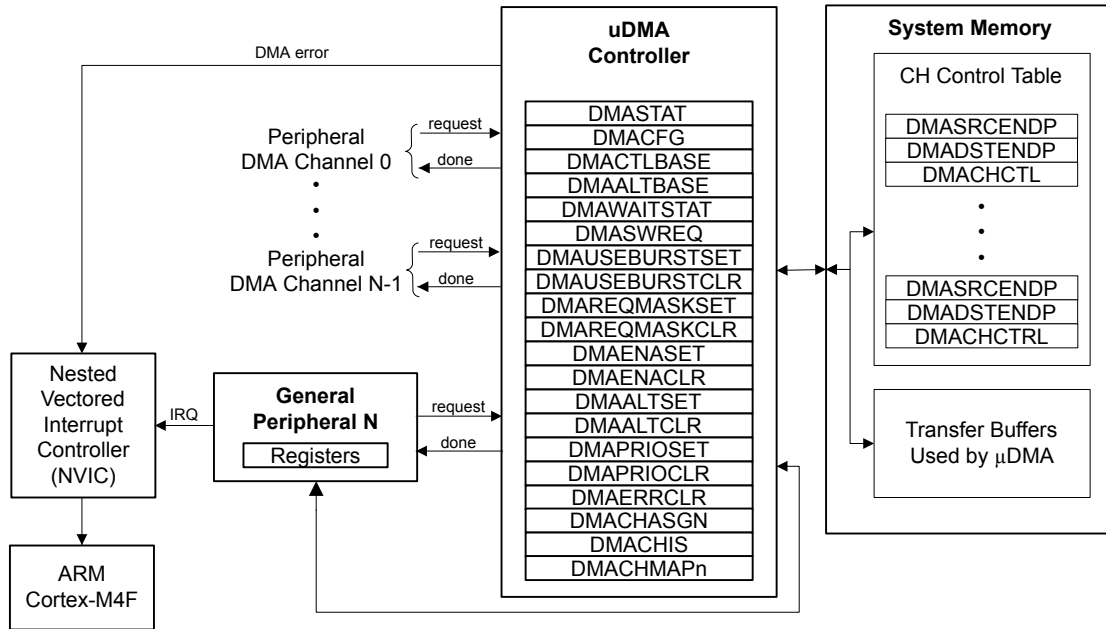 uDMA
Controller
System Memory
DMA error
CH Control Table
DMASTAT
DMACFG
DMACTLBASE
DMAALTBASE
DMAWAITSTAT
DMASWREQ
DMAUSEBURSTSET
DMAUSEBURSTCLR
DMAREQMASKSET
DMAREQMASKCLR
DMAENASET
DMAENACLR
DMAALTSET
DMAALTCLR
DMAPRIOSET
DMAPRIOCLR
DMAERRCLR
DMACHASGN
DMACHIS
DMACHMAPn
Peripheral
DMA Channel 0
request
done
•
•
•
Peripheral
DMA Channel N-1
request
done
DMASRCENDP
DMADSTENDP
DMACHCTL
•
•
•
DMASRCENDP
DMADSTENDP
DMACHCTRL
Transfer Buffers
Used by μDMA
Nested
Vectored
Interrupt
Controller
(NVIC)
IRQ
General
Peripheral N
Registers
request
done
ARM
Cortex-M4F